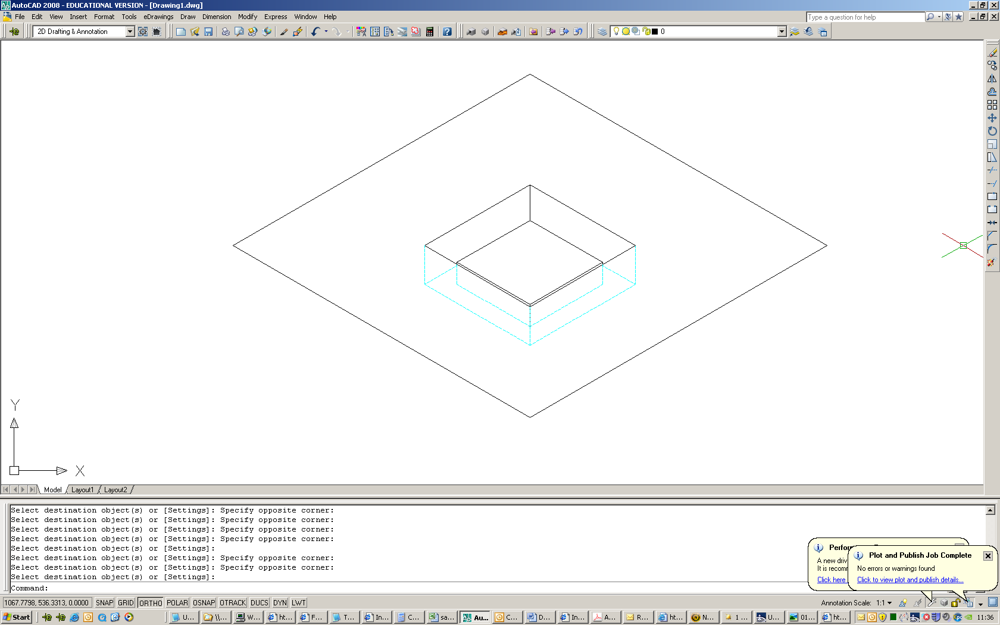 AutoCAD 2008 - EDUCATIONAL VERSION - [Drawing1.dwg]
File Edit View Insert Format Tools eDrawings Draw Dimension Modify Express Window Help
Type a question for help
2D Drafting & Annotation
0
Y
X
Model Layout1 Layout2
Select destination object(s) or [Settings]: Specify opposite corner:
Select destination object(s) or [Settings]: Specify opposite corner:
Select destination object(s) or [Settings]: Specify opposite corner:
Select destination object(s) or [Settings]: Specify opposite corner:
Select destination object(s) or [Settings]:
Select destination object(s) or [Settings]: Specify opposite corner:
Select destination object(s) or [Settings]: Specify opposite corner:
Select destination object(s) or [Settings]:
Command:
Perfor
A new driv
It is recom
Click here
Plot and Publish Job Complete
No errors or warnings found
Click to view plot and publish details...
1067.7798, 536.3313, 0.0000 SNAP GRID ORTHO POLAR OSNAP OTRACK DUCS DYN LWT
Annotation Scale: 1:1
Start U... \\... W... ht... F... T... In... C... sa... Au... C... D... In... A... R... ht... N... 1 ... U... 01... ht... 11:36